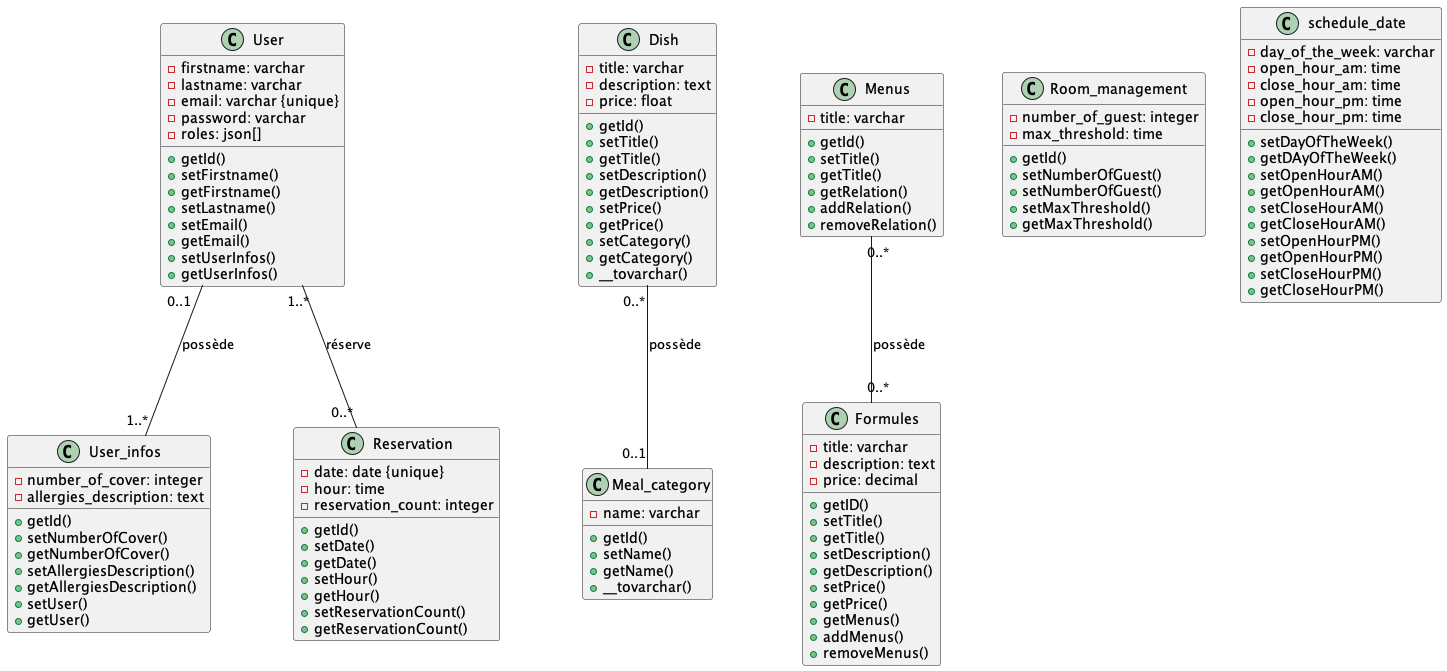 C User
firstname: varchar
lastname: varchar
email: varchar {unique}
password: varchar
roles: json[]
getId()
setFirstname()
getFirstname()
setLastname()
setEmail()
getEmail()
setUserInfos()
getUserInfos()
C Dish
title: varchar
description: text
price: float
getId()
setTitle()
getTitle()
setDescription()
getDescription()
setPrice()
getPrice()
setCategory()
getCategory()
__tovarchar()
C Menus
title: varchar
getId()
setTitle()
getTitle()
getRelation()
addRelation()
removeRelation()
C Room_management
number_of_guest: integer
max_threshold: time
getId()
setNumberOfGuest()
setNumberOfGuest()
setMaxThreshold()
getMaxThreshold()
C schedule_date
day_of_the_week: varchar
open_hour_am: time
close_hour_am: time
open_hour_pm: time
close_hour_pm: time
setDayOfTheWeek()
getDAyOfTheWeek()
setOpenHourAM()
getOpenHourAM()
setCloseHourAM()
getCloseHourAM()
setOpenHourPM()
getOpenHourPM()
setCloseHourPM()
getCloseHourPM()
0..1
possède
1..*
1..*
réserve
0..*
0..*
possède
0..1
0..*
possède
0..*
C User_infos
number_of_cover: integer
allergies_description: text
getId()
setNumberOfCover()
getNumberOfCover()
setAllergiesDescription()
getAllergiesDescription()
setUser()
getUser()
C Reservation
date: date {unique}
hour: time
reservation_count: integer
getId()
setDate()
getDate()
setHour()
getHour()
setReservationCount()
getReservationCount()
C Meal_category
name: varchar
getId()
setName()
getName()
__tovarchar()
C Formules
title: varchar
description: text
price: decimal
getID()
setTitle()
getTitle()
setDescription()
getDescription()
setPrice()
getPrice()
getMenus()
addMenus()
removeMenus()